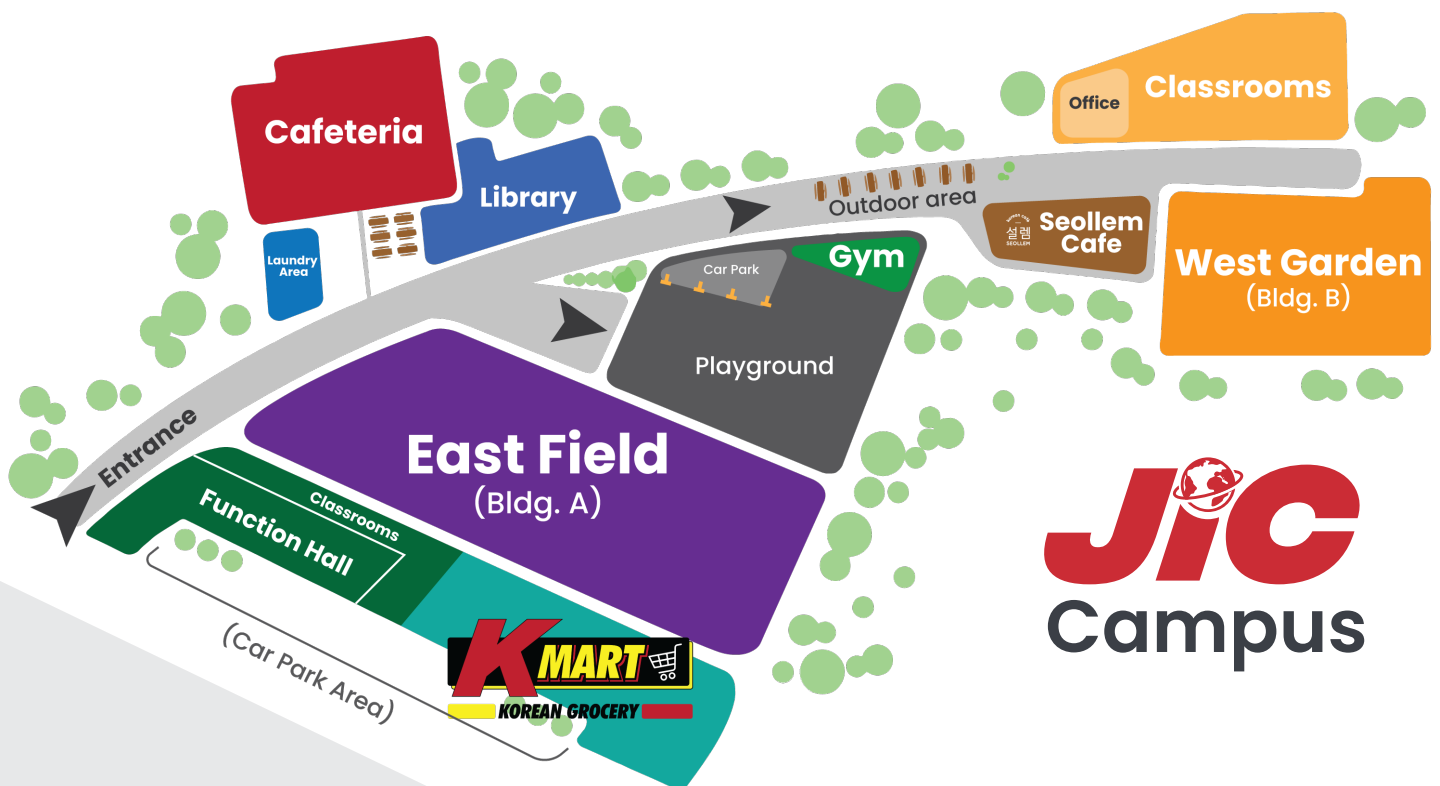 Cafeteria
Library
Laundry
Area
Office
Classrooms
Outdoor area
설렘
SEOLLEM
Seollem
Cafe
West Garden
(Bldg. B)
Gym
Car Park
Playground
Entrance
East Field
(Bldg. A)
Classrooms
Function Hall
(Car Park Area)
K MART
KOREAN GROCERY
JiC
Campus